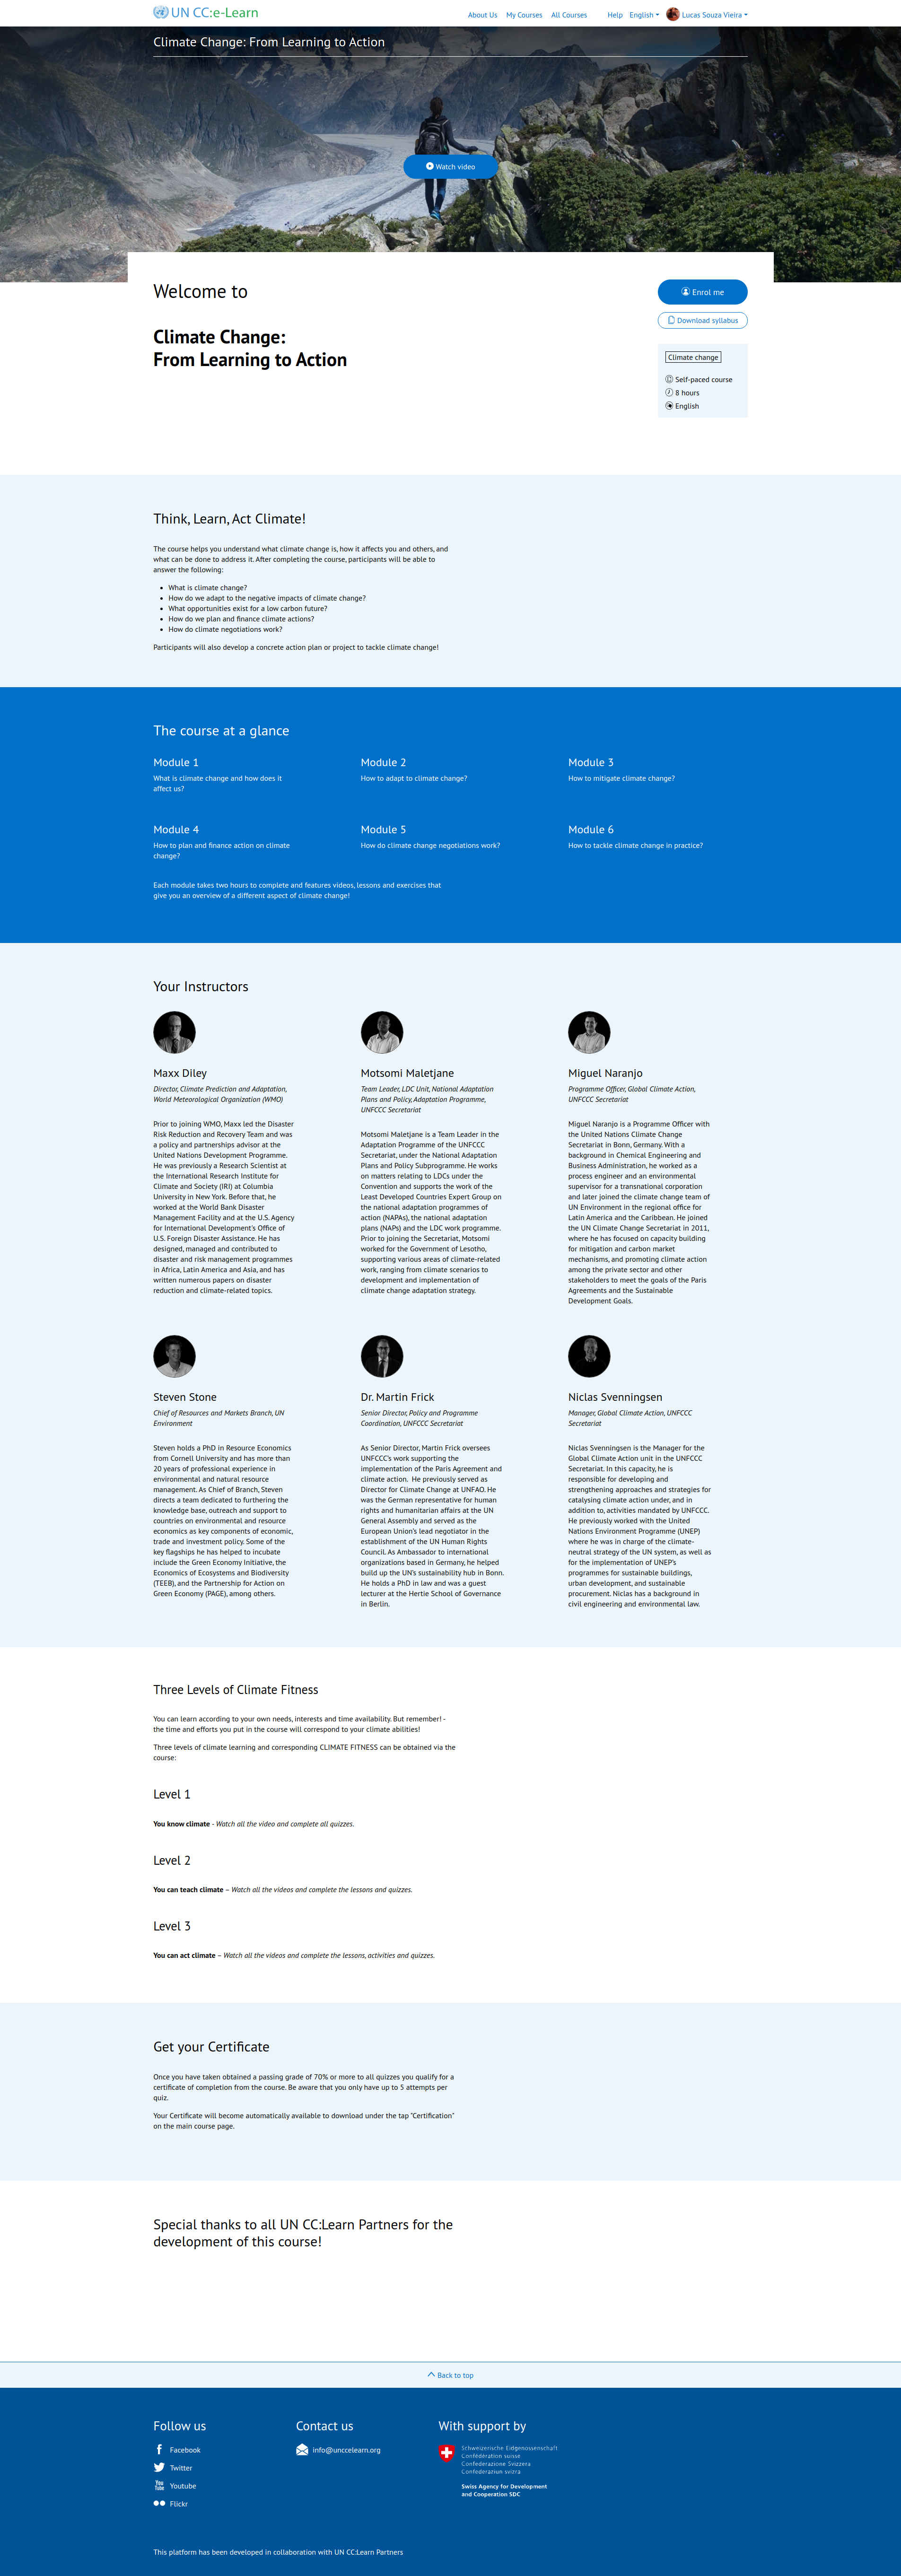 UN CC:e-Learn
About Us My Courses All Courses Help English Lucas Souza Vieira
Climate Change: From Learning to Action
Watch video
Welcome to
Climate Change:
From Learning to Action
Enrol me
Download syllabus
Climate change
Self-paced course
8 hours
English
Think, Learn, Act Climate!
The course helps you understand what climate change is, how it affects you and others, and
what can be done to address it. After completing the course, participants will be able to
answer the following:
What is climate change?
How do we adapt to the negative impacts of climate change?
What opportunities exist for a low carbon future?
How do we plan and finance climate actions?
How do climate negotiations work?
Participants will also develop a concrete action plan or project to tackle climate change!
The course at a glance
Module 1
What is climate change and how does it
affect us?
Module 2
How to adapt to climate change?
Module 3
How to mitigate climate change?
Module 4
How to plan and finance action on climate
change?
Module 5
How do climate change negotiations work?
Module 6
How to tackle climate change in practice?
Each module takes two hours to complete and features videos, lessons and exercises that
give you an overview of a different aspect of climate change!
Your Instructors
Maxx Diley
Director, Climate Prediction and Adaptation,
World Meteorological Organization (WMO)
Prior to joining WMO, Maxx led the Disaster
Risk Reduction and Recovery Team and was
a policy and partnerships advisor at the
United Nations Development Programme.
He was previously a Research Scientist at
the International Research Institute for
Climate and Society (IRI) at Columbia
University in New York. Before that, he
worked at the World Bank Disaster
Management Facility and at the U.S. Agency
for International Development's Office of
U.S. Foreign Disaster Assistance. He has
designed, managed and contributed to
disaster and risk management programmes
in Africa, Latin America and Asia, and has
written numerous papers on disaster
reduction and climate-related topics.
Motsomi Maletjane
Team Leader, LDC Unit, National Adaptation
Plans and Policy, Adaptation Programme,
UNFCCC Secretariat
Motsomi Maletjane is a Team Leader in the
Adaptation Programme of the UNFCCC
Secretariat, under the National Adaptation
Plans and Policy Subprogramme. He works
on matters relating to LDCs under the
Convention and supports the work of the
Least Developed Countries Expert Group on
the national adaptation programmes of
action (NAPAs), the national adaptation
plans (NAPs) and the LDC work programme.
Prior to joining the Secretariat, Motsomi
worked for the Government of Lesotho,
supporting various areas of climate-related
work, ranging from climate scenarios to
development and implementation of
climate change adaptation strategy.
Miguel Naranjo
Programme Officer, Global Climate Action,
UNFCCC Secretariat
Miguel Naranjo is a Programme Officer with
the United Nations Climate Change
Secretariat in Bonn, Germany. With a
background in Chemical Engineering and
Business Administration, he worked as a
process engineer and an environmental
supervisor for a transnational corporation
and later joined the climate change team of
UN Environment in the regional office for
Latin America and the Caribbean. He joined
the UN Climate Change Secretariat in 2011,
where he has focused on capacity building
for mitigation and carbon market
mechanisms, and promoting climate action
among the private sector and other
stakeholders to meet the goals of the Paris
Agreements and the Sustainable
Development Goals.
Steven Stone
Chief of Resources and Markets Branch, UN
Environment
Steven holds a PhD in Resource Economics
from Cornell University and has more than
20 years of professional experience in
environmental and natural resource
management. As Chief of Branch, Steven
directs a team dedicated to furthering the
knowledge base, outreach and support to
countries on environmental and resource
economics as key components of economic,
trade and investment policy. Some of the
key flagships he has helped to incubate
include the Green Economy Initiative, the
Economics of Ecosystems and Biodiversity
(TEEB), and the Partnership for Action on
Green Economy (PAGE), among others.
Dr. Martin Frick
Senior Director, Policy and Programme
Coordination, UNFCCC Secretariat
As Senior Director, Martin Frick oversees
UNFCCC's work supporting the
implementation of the Paris Agreement and
climate action. He previously served as
Director for Climate Change at UNFAO. He
was the German representative for human
rights and humanitarian affairs at the UN
General Assembly and served as the
European Union's lead negotiator in the
establishment of the UN Human Rights
Council. As Ambassador to international
organizations based in Germany, he helped
build up the UN's sustainability hub in Bonn.
He holds a PhD in law and was a guest
lecturer at the Hertie School of Governance
in Berlin.
Niclas Svenningsen
Manager, Global Climate Action, UNFCCC
Secretariat
Niclas Svenningsen is the Manager for the
Global Climate Action unit in the UNFCCC
Secretariat. In this capacity, he is
responsible for developing and
strengthening approaches and strategies for
catalysing climate action under, and in
addition to, activities mandated by UNFCCC.
He previously worked with the United
Nations Environment Programme (UNEP)
where he was in charge of the climate-
neutral strategy of the UN system, as well as
for the implementation of UNEP's
programmes for sustainable buildings,
urban development, and sustainable
procurement. Niclas has a background in
civil engineering and environmental law.
Three Levels of Climate Fitness
You can learn according to your own needs, interests and time availability. But remember! -
the time and efforts you put in the course will correspond to your climate abilities!
Three levels of climate learning and corresponding CLIMATE FITNESS can be obtained via the
course:
Level 1
You know climate - Watch all the video and complete all quizzes.
Level 2
You can teach climate – Watch all the videos and complete the lessons and quizzes.
Level 3
You can act climate – Watch all the videos and complete the lessons, activities and quizzes.
Get your Certificate
Once you have taken obtained a passing grade of 70% or more to all quizzes you qualify for a
certificate of completion from the course. Be aware that you only have up to 5 attempts per
quiz.
Your Certificate will become automatically available to download under the tap "Certification"
on the main course page.
Special thanks to all UN CC:Learn Partners for the
development of this course!
Back to top
Follow us
Facebook
Twitter
Youtube
Flickr
Contact us
info@unccelearn.org
With support by
Schweizerische Eidgenossenschaft
Confédération suisse
Confederazione Svizzera
Confederaziun svizra
Swiss Agency for Development
and Cooperation SDC
This platform has been developed in collaboration with UN CC:Learn Partners